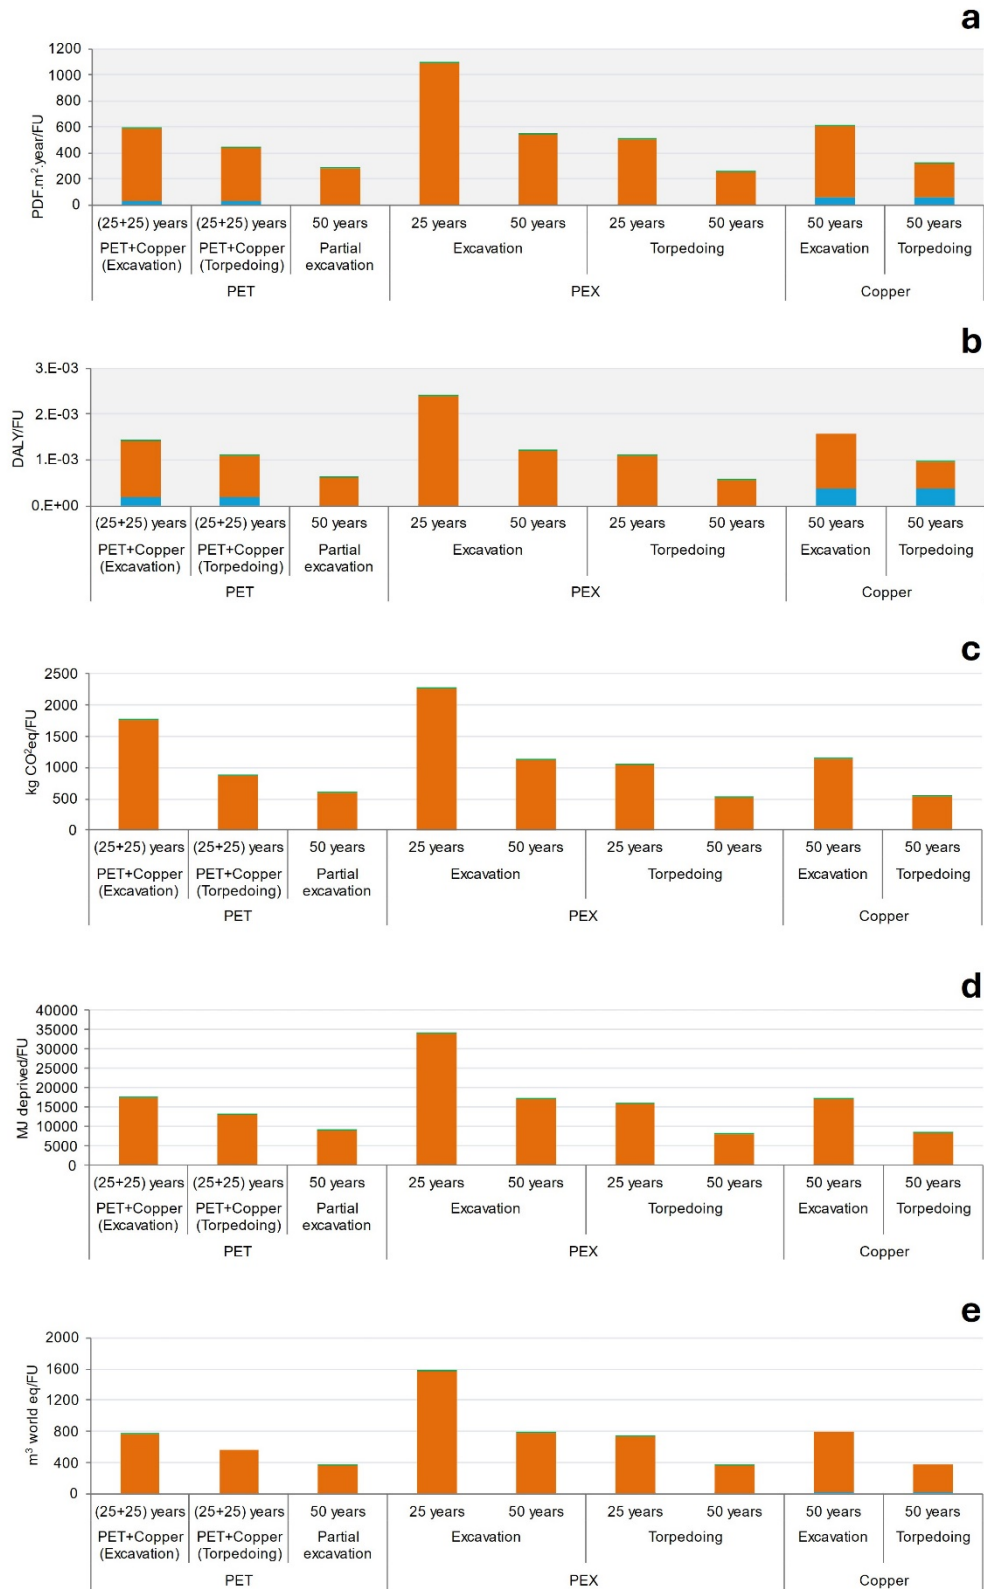 a
1200
1000
800
600
400
200
0
PDF.m².year/FU
(25+25) years (25+25) years 50 years 25 years 50 years 25 years 50 years 50 years 50 years
PET+Copper PET+Copper Partial Excavation Torpedoing Excavation Torpedoing
(Excavation) (Torpedoing) excavation
PET PEX Copper
b
3.E-03
2.E-03
1.E-03
0.E+00
DALY/FU
(25+25) years (25+25) years 50 years 25 years 50 years 25 years 50 years 50 years 50 years
PET+Copper PET+Copper Partial Excavation Torpedoing Excavation Torpedoing
(Excavation) (Torpedoing) excavation
PET PEX Copper
c
2500
2000
1500
1000
500
0
kg CO²eq/FU
(25+25) years (25+25) years 50 years 25 years 50 years 25 years 50 years 50 years 50 years
PET+Copper PET+Copper Partial Excavation Torpedoing Excavation Torpedoing
(Excavation) (Torpedoing) excavation
PET PEX Copper
d
40000
35000
30000
25000
20000
15000
10000
5000
0
MJ deprived/FU
(25+25) years (25+25) years 50 years 25 years 50 years 25 years 50 years 50 years 50 years
PET+Copper PET+Copper Partial Excavation Torpedoing Excavation Torpedoing
(Excavation) (Torpedoing) excavation
PET PEX Copper
e
2000
1600
1200
800
400
0
m³ world eq/FU
(25+25) years (25+25) years 50 years 25 years 50 years 25 years 50 years 50 years 50 years
PET+Copper PET+Copper Partial Excavation Torpedoing Excavation Torpedoing
(Excavation) (Torpedoing) excavation
PET PEX Copper